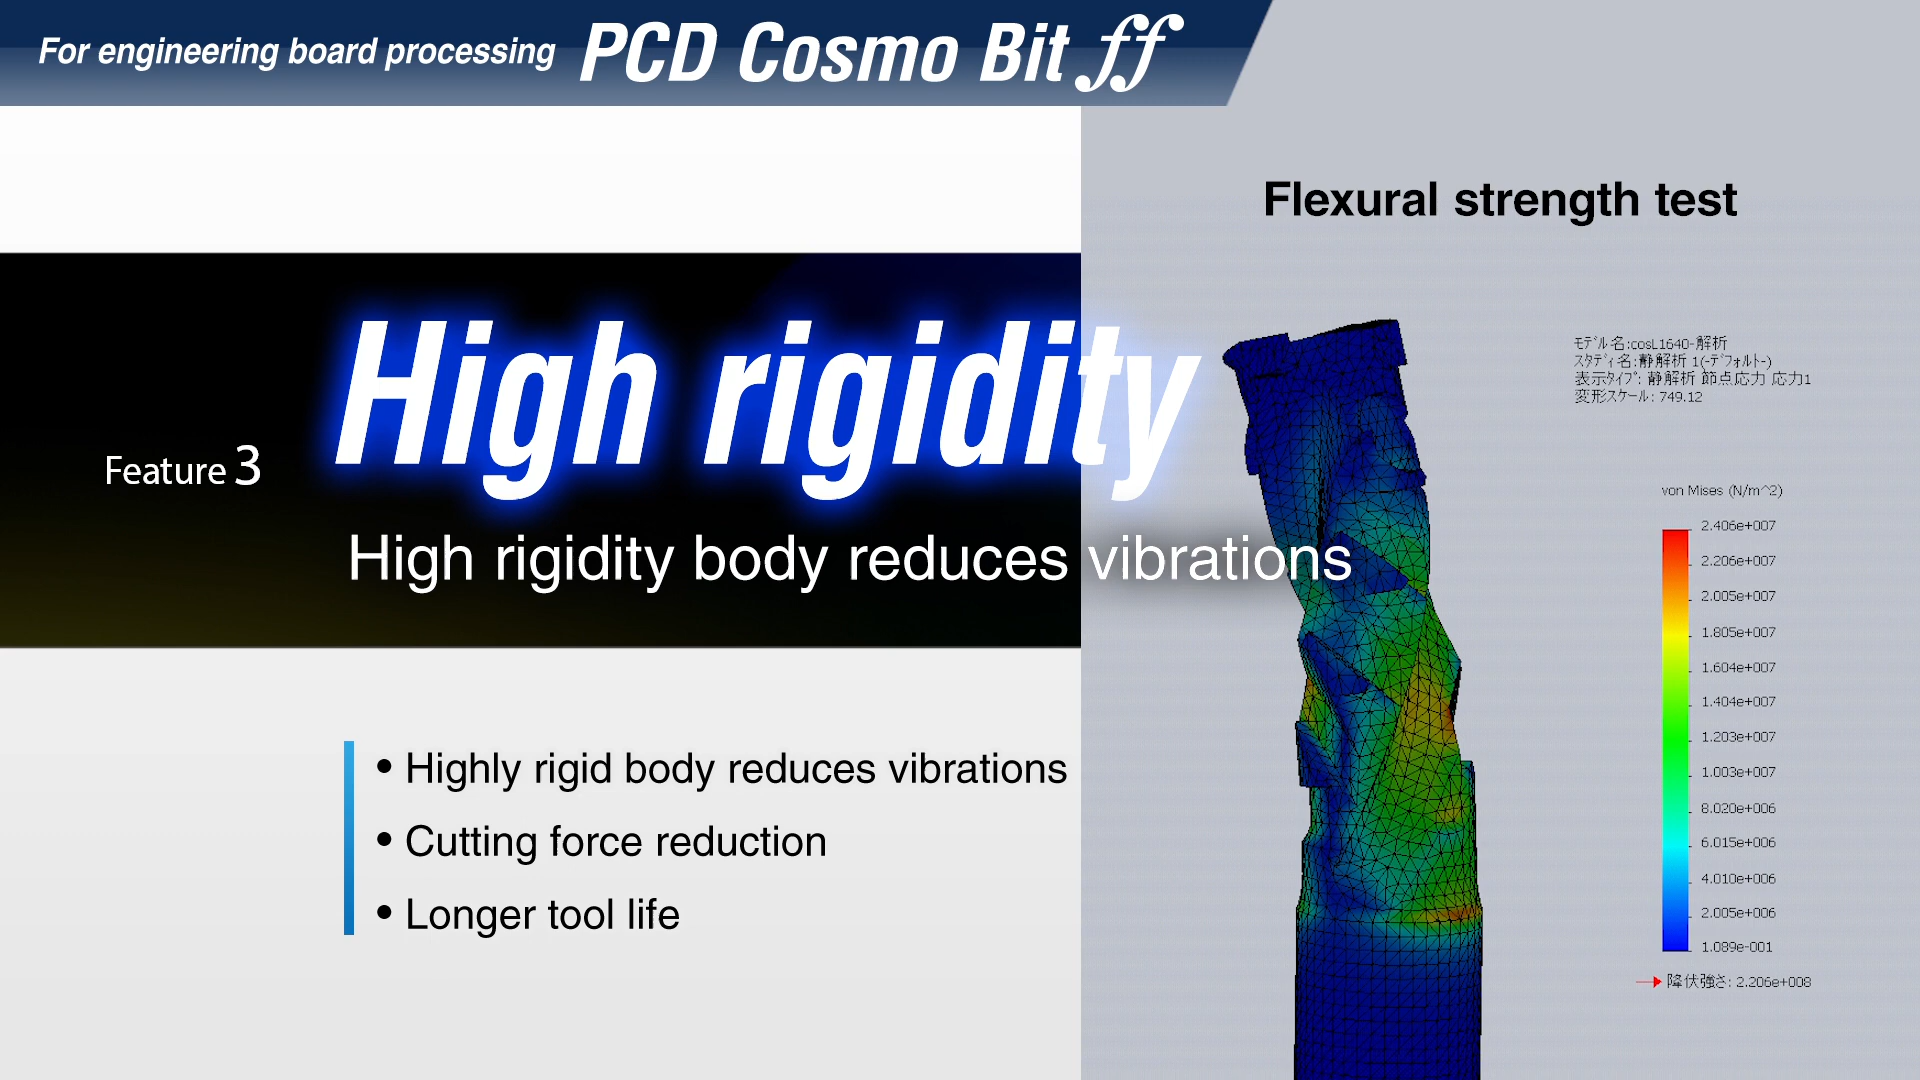 For engineering board processing PCD Cosmo Bit ff
Flexural strength test
Feature 3
High rigidity
High rigidity body reduces vibrations
• Highly rigid body reduces vibrations
• Cutting force reduction
• Longer tool life
ﾓﾃﾞﾙ名:cosL1640-解析
ｽﾀﾃﾞｨ名:静解析 1(-ﾃﾞﾌｫﾙﾄ-)
表示ﾀｲﾌﾟ: 静解析 節点応力 応力1
変形ｽｹｰﾙ: 749.12
von Mises (N/m^2)
2.406e+007
2.206e+007
2.005e+007
1.805e+007
1.604e+007
1.404e+007
1.203e+007
1.003e+007
8.020e+006
6.015e+006
4.010e+006
2.005e+006
1.089e-001
降伏強さ: 2.206e+008